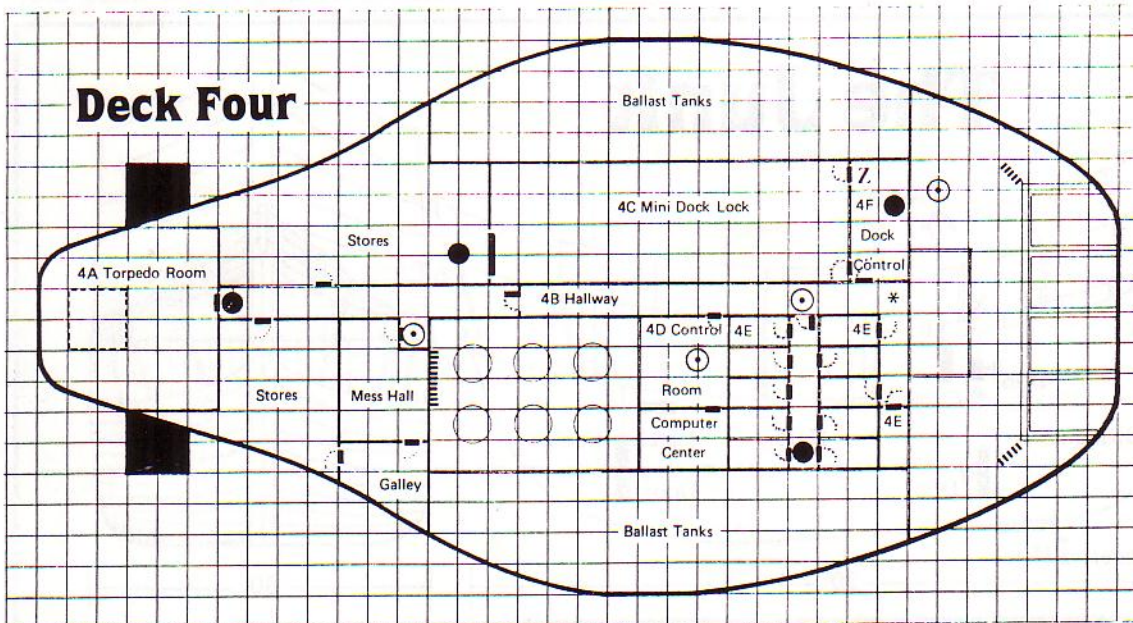 Deck Four
Ballast Tanks
Z
4C Mini Dock Lock
4F
Dock
Control
Stores
4A Torpedo Room
4B Hallway
*
4D Control
4E
4E
Room
Stores
Mess Hall
Computer
4E
Center
Galley
Ballast Tanks